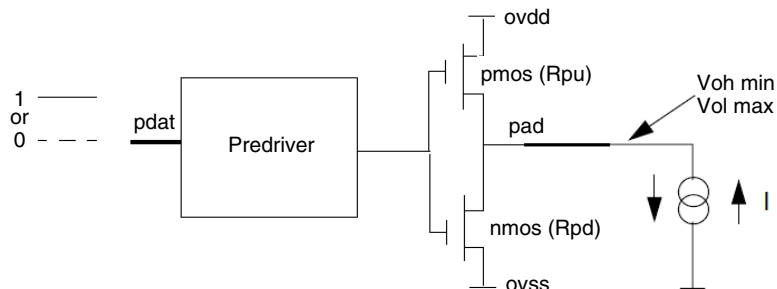 ovdd
pmos (Rpu)
Voh min
Vol max
1
or
0
pdat
Predriver
pad
I
nmos (Rpd)
ovss